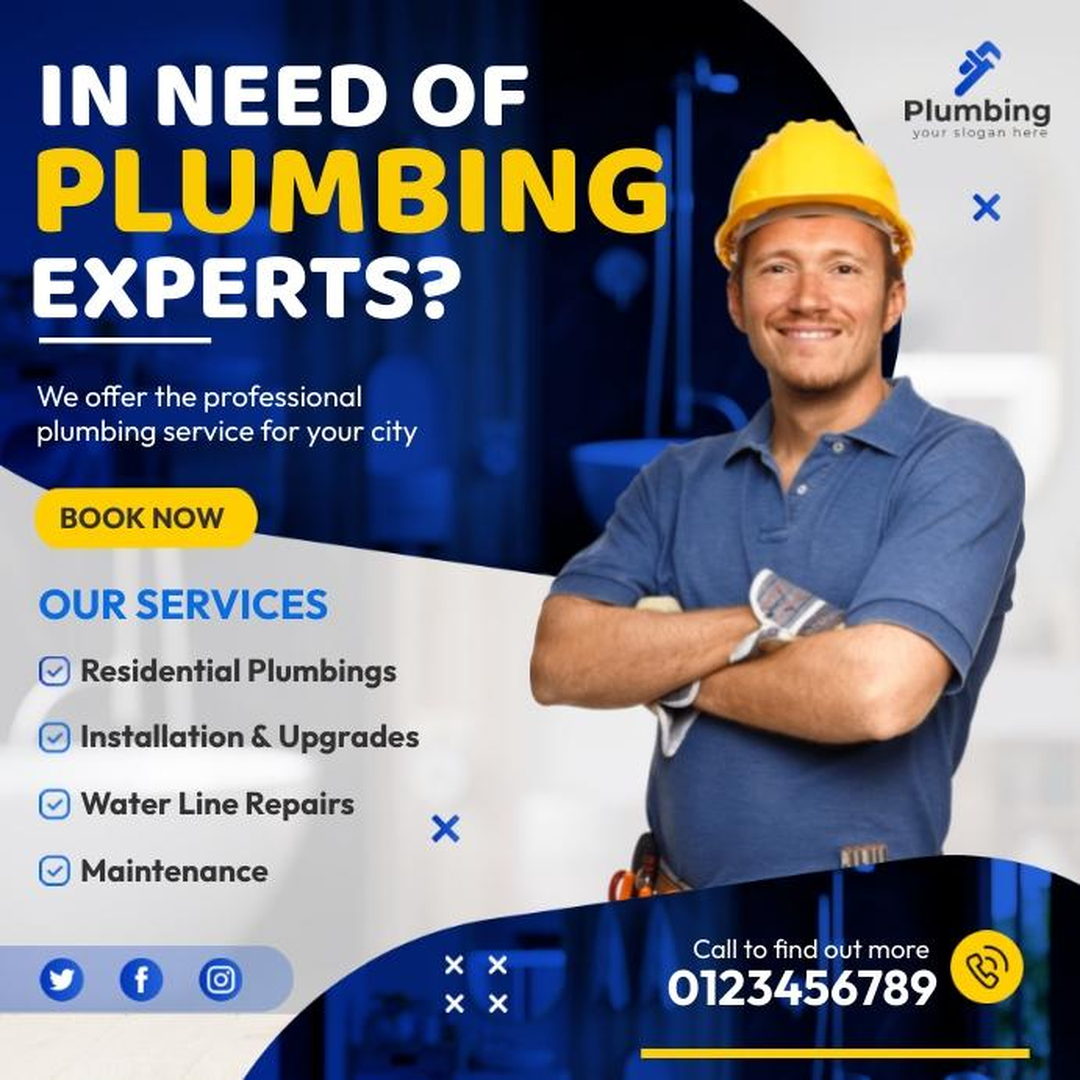 IN NEED OF
PLUMBING
EXPERTS?
We offer the professional
plumbing service for your city
BOOK NOW
Plumbing
your slogan here
OUR SERVICES
Residential Plumbings
Installation & Upgrades
Water Line Repairs
Maintenance
Call to find out more
0123456789